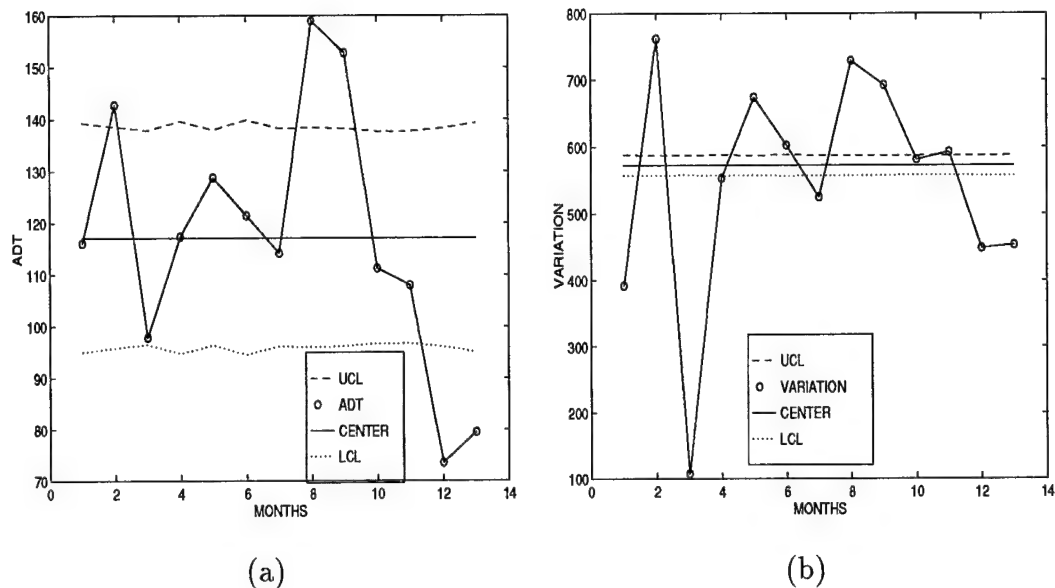 160
150
140
130
120
110
100
90
80
70
ADT
UCL
ADT
CENTER
LCL
0
2
4
6
8
10
12
14
MONTHS
(a)
800
700
600
500
400
300
200
100
VARIATION
UCL
VARIATION
CENTER
LCL
0
2
4
6
8
10
12
14
MONTHS
(b)